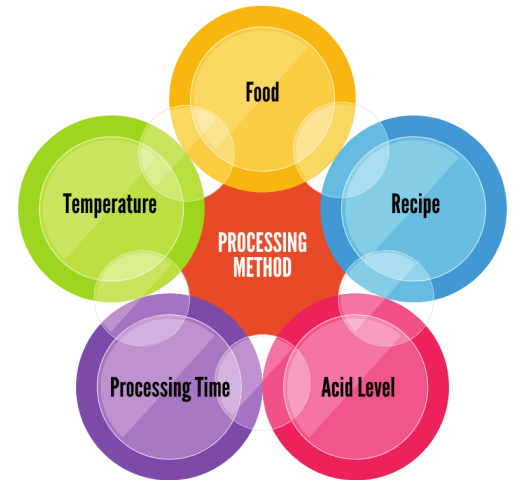 Food
Temperature
Recipe
PROCESSING
METHOD
Processing Time
Acid Level